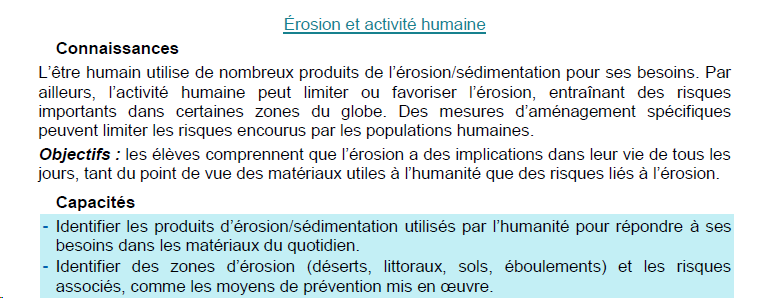 Érosion et activité humaine
Connaissances
L’être humain utilise de nombreux produits de l’érosion/sédimentation pour ses besoins. Par
ailleurs, l’activité humaine peut limiter ou favoriser l’érosion, entraînant des risques
importants dans certaines zones du globe. Des mesures d’aménagement spécifiques
peuvent limiter les risques encourus par les populations humaines.
Objectifs : les élèves comprennent que l’érosion a des implications dans leur vie de tous les
jours, tant du point de vue des matériaux utiles à l’humanité que des risques liés à l’érosion.
Capacités
- Identifier les produits d’érosion/sédimentation utilisés par l’humanité pour répondre à ses
besoins dans les matériaux du quotidien.
- Identifier des zones d’érosion (déserts, littoraux, sols, éboulements) et les risques
associés, comme les moyens de prévention mis en œuvre.